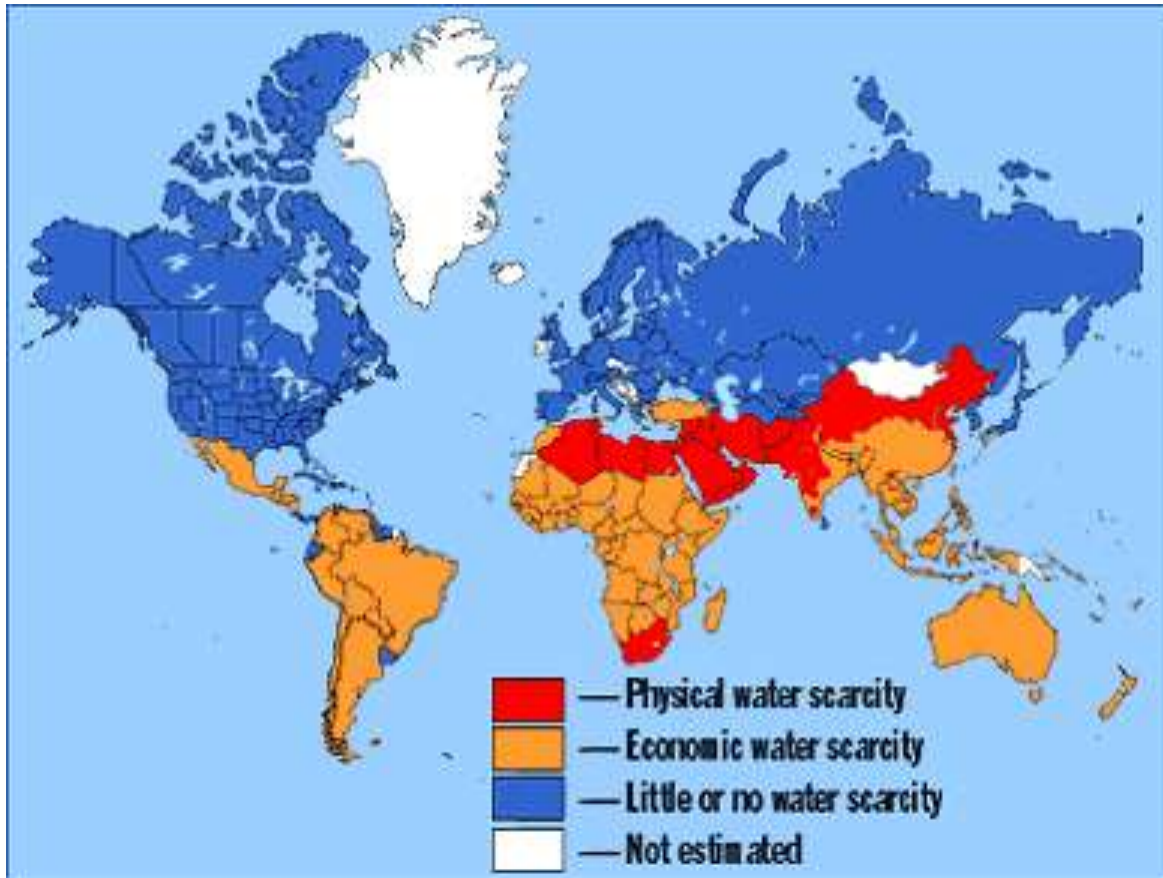 — Physical water scarcity
— Economic water scarcity
— Little or no water scarcity
— Not estimated